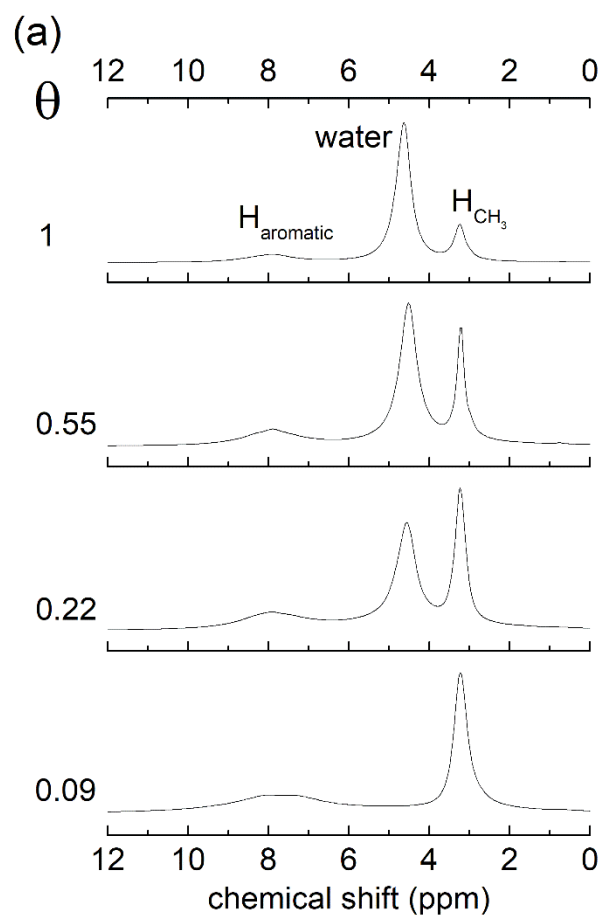 (a)
12 10 8 6 4 2 0
θ
water
H_aromatic
H_CH₃
1
0.55
0.22
0.09
12 10 8 6 4 2 0
chemical shift (ppm)